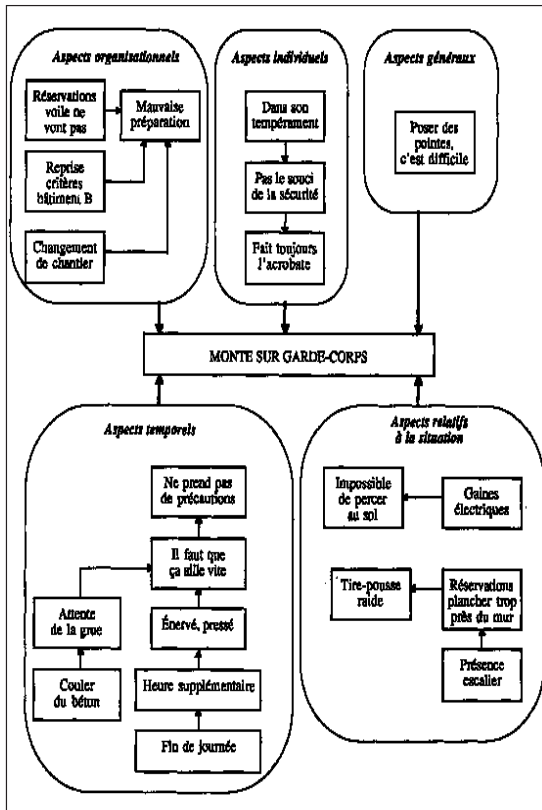 Aspects organisationnels
Réservations
voile ne
vont pas
Mauvaise
préparation
Reprise
critères
bâtiment B
Changement
de chantier
Aspects individuels
Dans son
tempérament
Pas le souci
de la sécurité
Fait toujours
l'acrobate
Aspects généraux
Poser des
pointes,
c'est difficile
MONTE SUR GARDE-CORPS
Aspects temporels
Ne prend pas
de précautions
Il faut que
ça aille vite
Attente
de la grue
Énervé, pressé
Couler
du béton
Heure supplémentaire
Fin de journée
Aspects relatifs
à la situation
Impossible
de percer
au sol
Gaines
électriques
Tire-pousse
raide
Réservations
plancher trop
près du mur
Présence
escalier